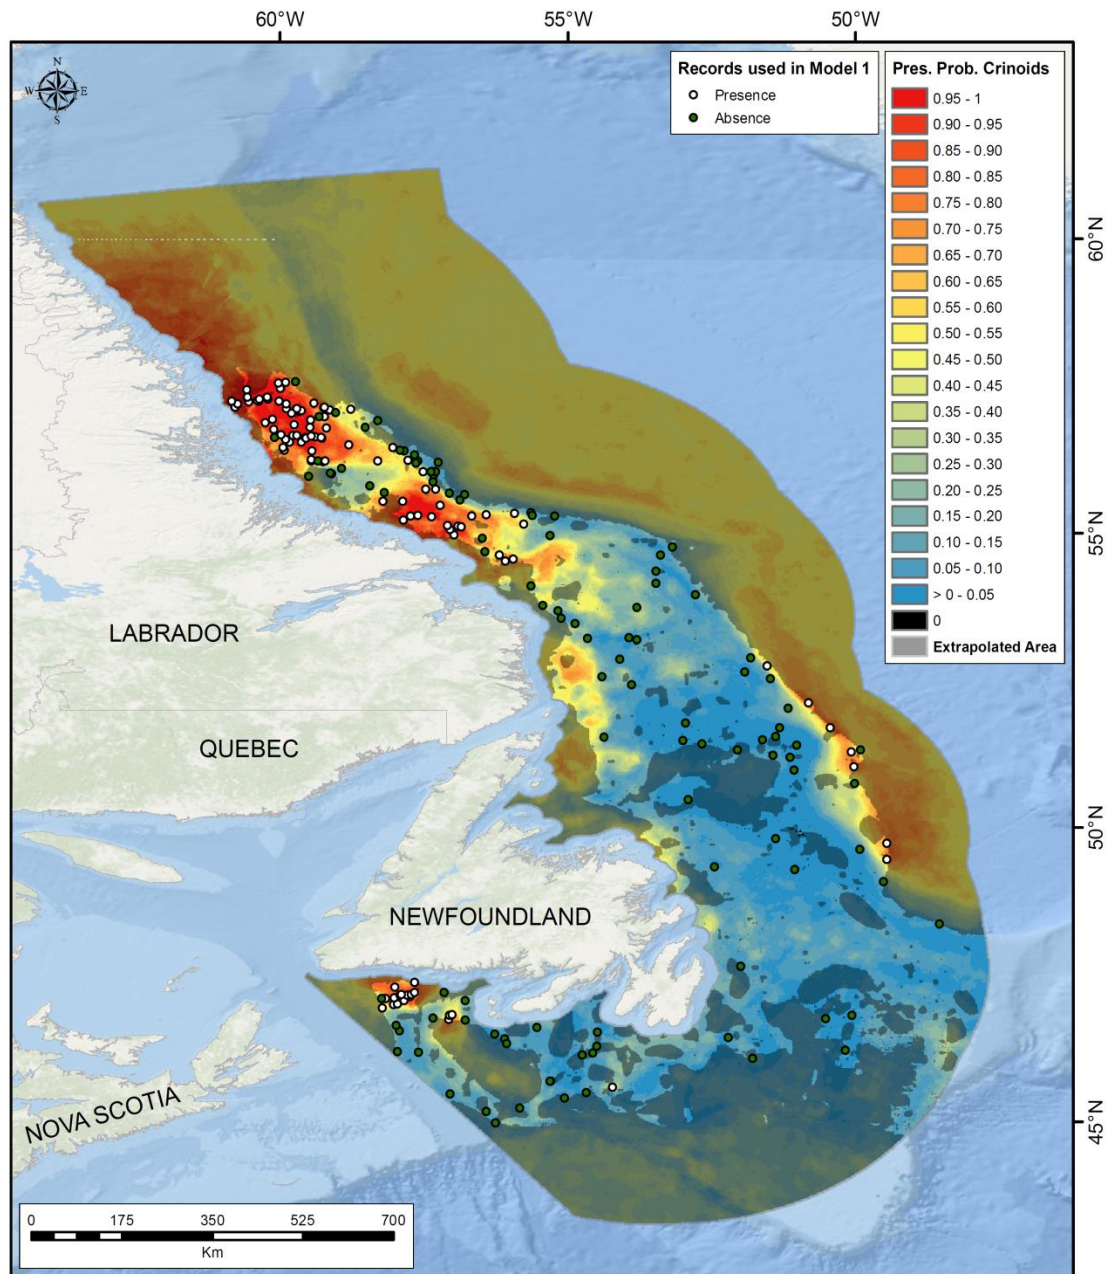 60°W
55°W
50°W
N
W
E
S
Records used in Model 1
Presence
Absence
Pres. Prob. Crinoids
0.95 - 1
0.90 - 0.95
0.85 - 0.90
0.80 - 0.85
0.75 - 0.80
0.70 - 0.75
0.65 - 0.70
0.60 - 0.65
0.55 - 0.60
0.50 - 0.55
0.45 - 0.50
0.40 - 0.45
0.35 - 0.40
0.30 - 0.35
0.25 - 0.30
0.20 - 0.25
0.15 - 0.20
0.10 - 0.15
0.05 - 0.10
> 0 - 0.05
0
Extrapolated Area
60°N
55°N
50°N
45°N
LABRADOR
QUEBEC
NEWFOUNDLAND
NOVA SCOTIA
0 175 350 525 700
Km